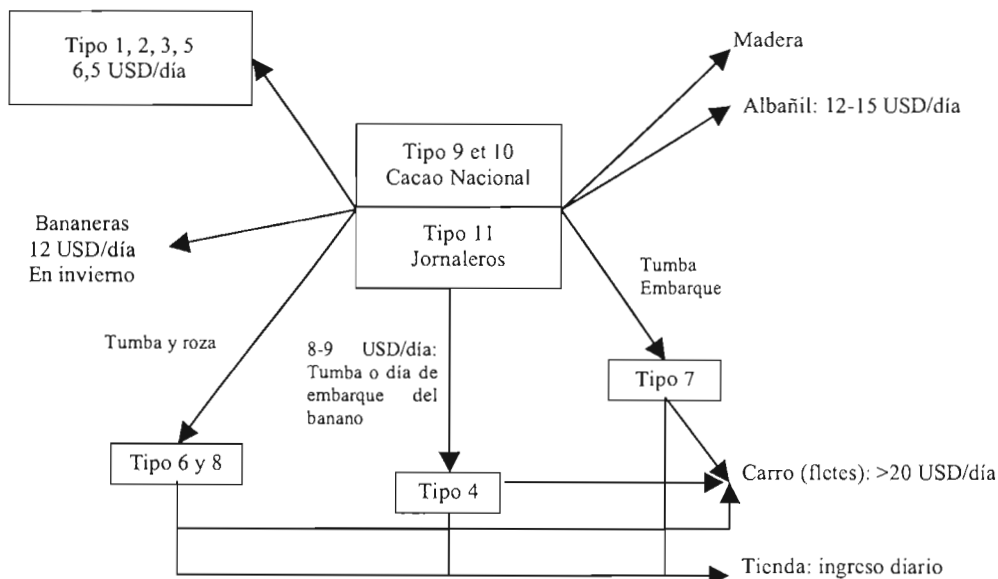 Tipo 1, 2, 3, 5
6,5 USD/día
Madera
Albañil: 12-15 USD/día
Tipo 9 et 10
Cacao Nacional
Tipo 11
Jornaleros
Bananeras
12 USD/día
En invierno
Tumba
Embarque
Tumba y roza
8-9 USD/día:
Tumba o día de
embarque del
banano
Tipo 7
Tipo 6 y 8
Tipo 4
Carro (fletes): >20 USD/día
Tienda: ingreso diario